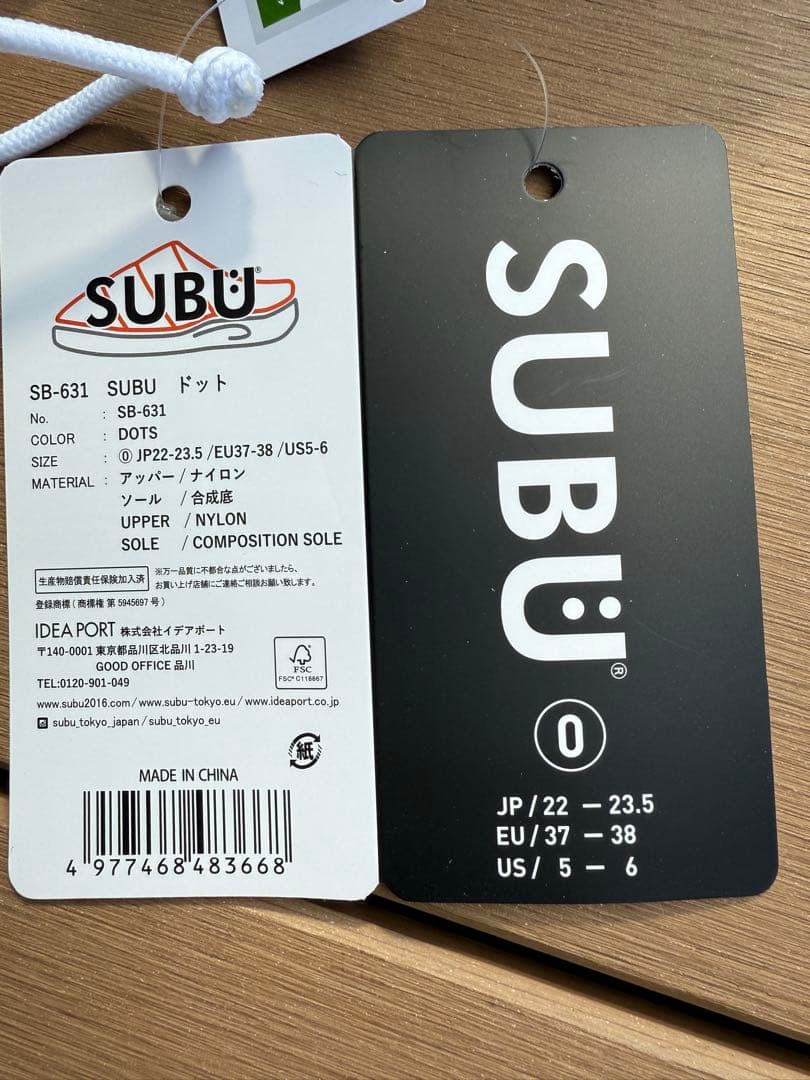 SUBU®
SB-631 SUBU ドット
No. : SB-631
COLOR : DOTS
SIZE : ⓪ JP22-23.5 /EU37-38 /US5-6
MATERIAL : アッパー / ナイロン
ソール / 合成底
UPPER / NYLON
SOLE / COMPOSITION SOLE
生産物賠償責任保険加入済
※万一品質に不都合な点がございましたら、
お買い上げ店舗にご連絡ご相談お願い致します。
登録商標 ( 商標権 第 5945697 号 )
IDEA PORT 株式会社イデアポート
〒140-0001 東京都品川区北品川 1-23-19
GOOD OFFICE 品川
TEL:0120-901-049
FSC
FSC® C118667
www.subu2016.com / www.subu-tokyo.eu / www.ideaport.co.jp
subu_tokyo_japan / subu_tokyo_eu
紙
MADE IN CHINA
4 977468 483668
SUBU®
0
JP / 22 — 23.5
EU / 37 — 38
US / 5 — 6